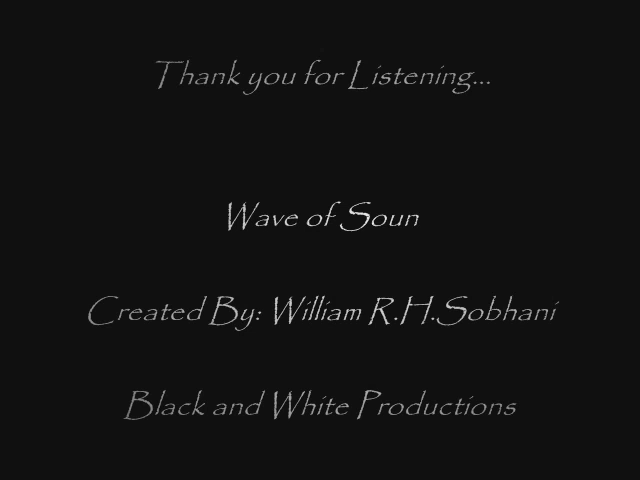 Thank you for Listening...
Wave of Soun
Created By: William R.H.Sobhani
Black and White Productions